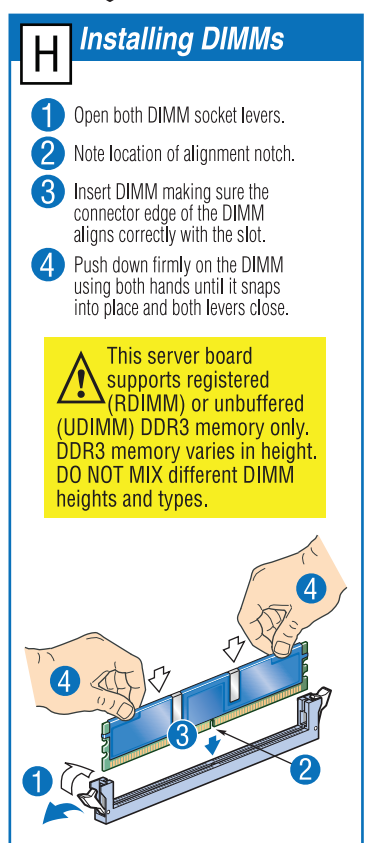 H
Installing DIMMs
1 Open both DIMM socket levers.
2 Note location of alignment notch.
3 Insert DIMM making sure the
connector edge of the DIMM
aligns correctly with the slot.
4 Push down firmly on the DIMM
using both hands until it snaps
into place and both levers close.
This server board
supports registered
(RDIMM) or unbuffered
(UDIMM) DDR3 memory only.
DDR3 memory varies in height.
DO NOT MIX different DIMM
heights and types.
4
4
3
2
1